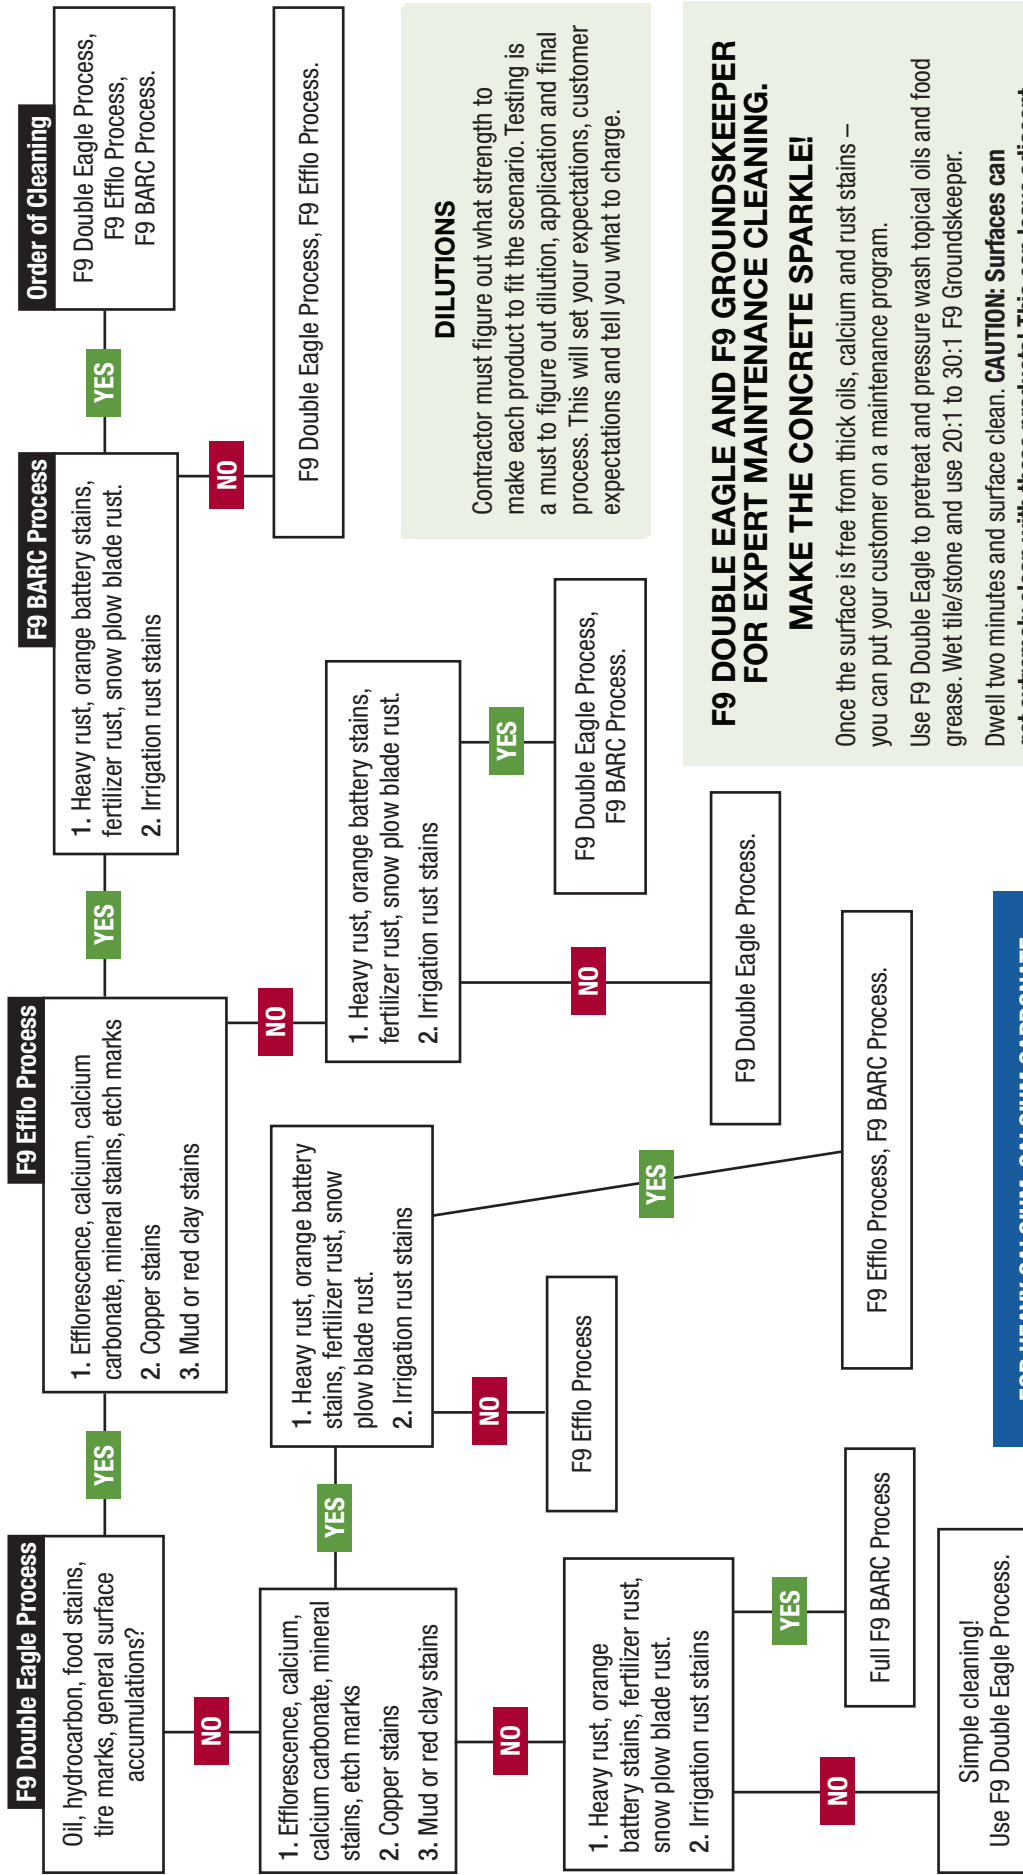 F9 Double Eagle Process
Oil, hydrocarbon, food stains,
tire marks, general surface
accumulations?
YES
F9 Efflo Process
1. Efflorescence, calcium, calcium
carbonate, mineral stains, etch marks
2. Copper stains
3. Mud or red clay stains
YES
F9 BARC Process
1. Heavy rust, orange battery stains,
fertilizer rust, snow plow blade rust.
2. Irrigation rust stains
YES
Order of Cleaning
F9 Double Eagle Process,
F9 Efflo Process,
F9 BARC Process.
NO
F9 Double Eagle Process, F9 Efflo Process.
NO
1. Heavy rust, orange battery stains,
fertilizer rust, snow plow blade rust.
2. Irrigation rust stains
YES
F9 Double Eagle Process,
F9 BARC Process.
NO
F9 Double Eagle Process.
NO
1. Efflorescence, calcium,
calcium carbonate, mineral
stains, etch marks
2. Copper stains
3. Mud or red clay stains
YES
1. Heavy rust, orange battery
stains, fertilizer rust, snow
plow blade rust.
2. Irrigation rust stains
NO
F9 Efflo Process
YES
F9 Efflo Process, F9 BARC Process.
NO
1. Heavy rust, orange
battery stains, fertilizer rust,
snow plow blade rust.
2. Irrigation rust stains
YES
Full F9 BARC Process
NO
Simple cleaning!
Use F9 Double Eagle Process.
DILUTIONS
Contractor must figure out what strength to
make each product to fit the scenario. Testing is
a must to figure out dilution, application and final
process. This will set your expectations, customer
expectations and tell you what to charge.
F9 DOUBLE EAGLE AND F9 GROUNDSKEEPER
FOR EXPERT MAINTENANCE CLEANING.
MAKE THE CONCRETE SPARKLE!
Once the surface is free from thick oils, calcium and rust stains –
you can put your customer on a maintenance program.
Use F9 Double Eagle to pretreat and pressure wash topical oils and food
grease. Wet tile/stone and use 20:1 to 30:1 F9 Groundskeeper.
Dwell two minutes and surface clean. CAUTION: Surfaces can
get extremely clean with these products! This can leave adjacent
FOR HEAVY CALCIUM, CALCIUM CARBONATE